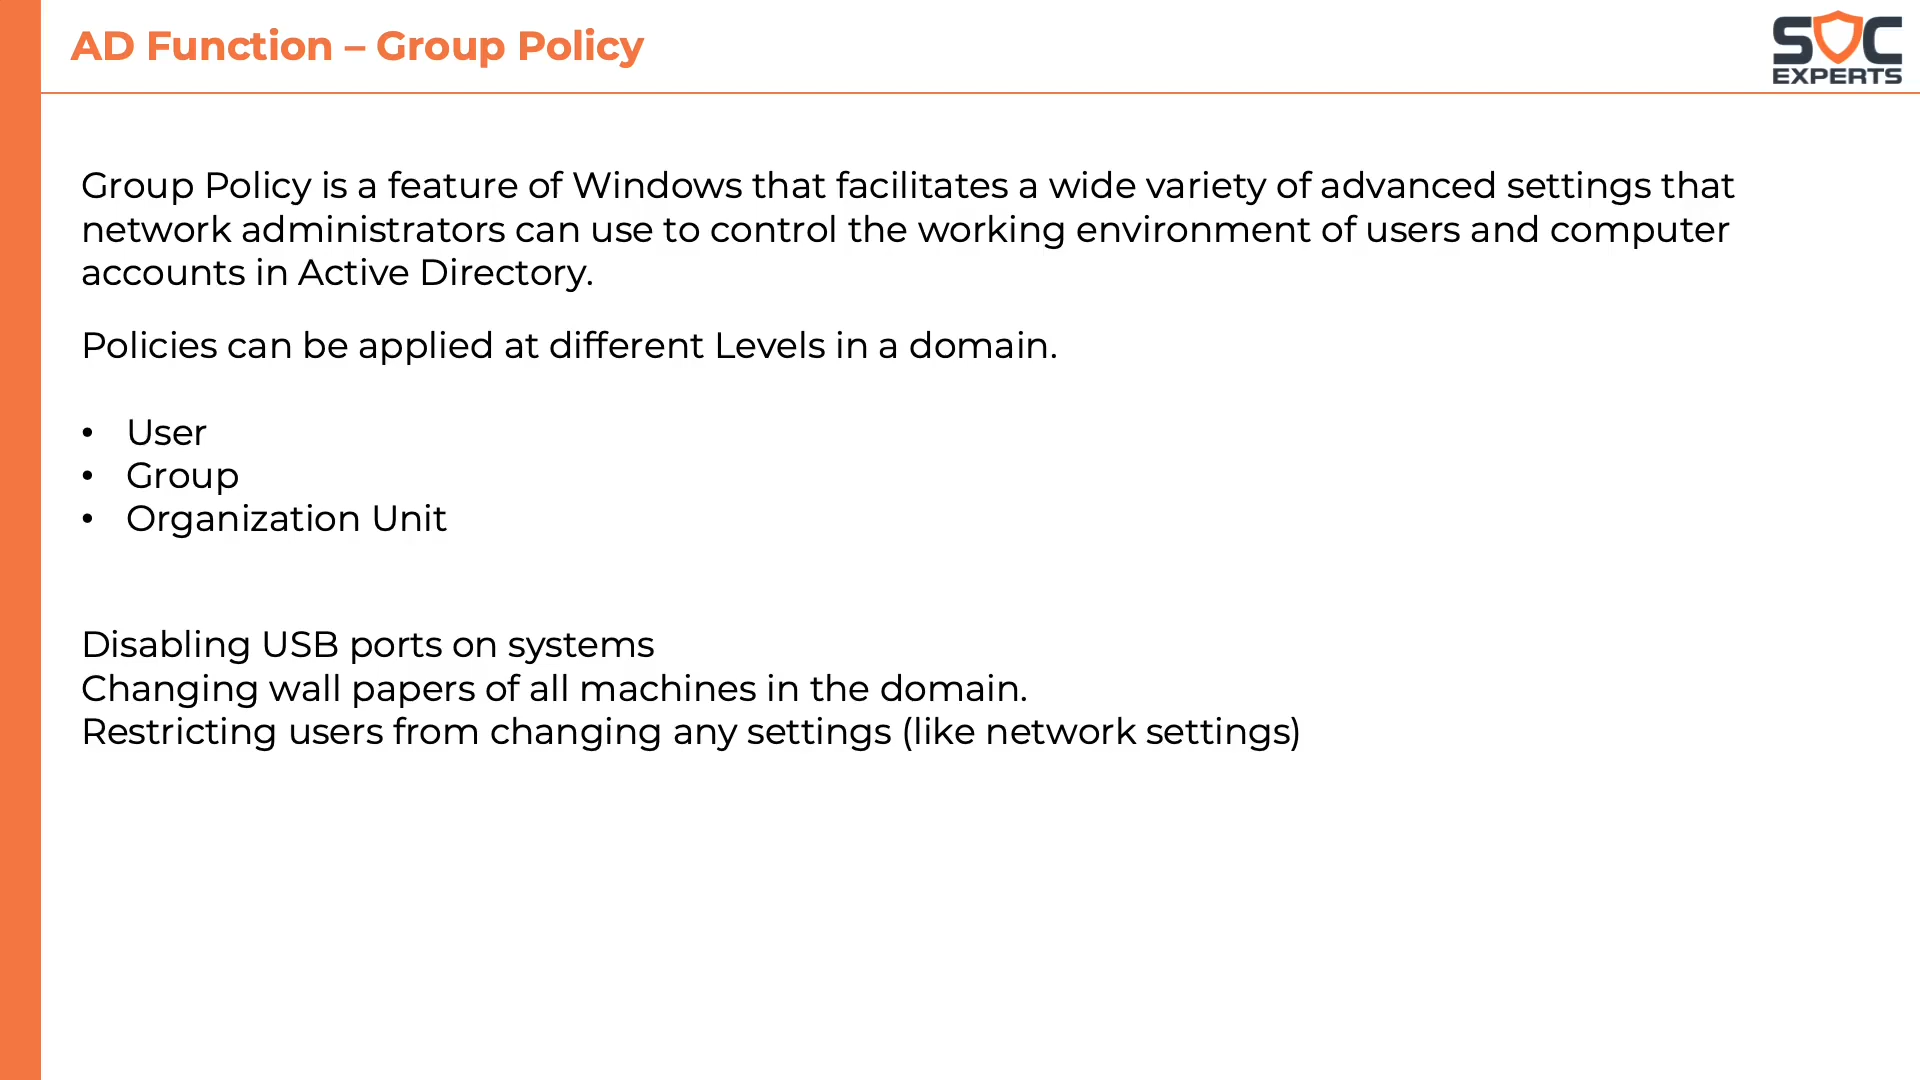 AD Function – Group Policy
SOC
EXPERTS
Group Policy is a feature of Windows that facilitates a wide variety of advanced settings that
network administrators can use to control the working environment of users and computer
accounts in Active Directory.
Policies can be applied at different Levels in a domain.
• User
• Group
• Organization Unit
Disabling USB ports on systems
Changing wall papers of all machines in the domain.
Restricting users from changing any settings (like network settings)